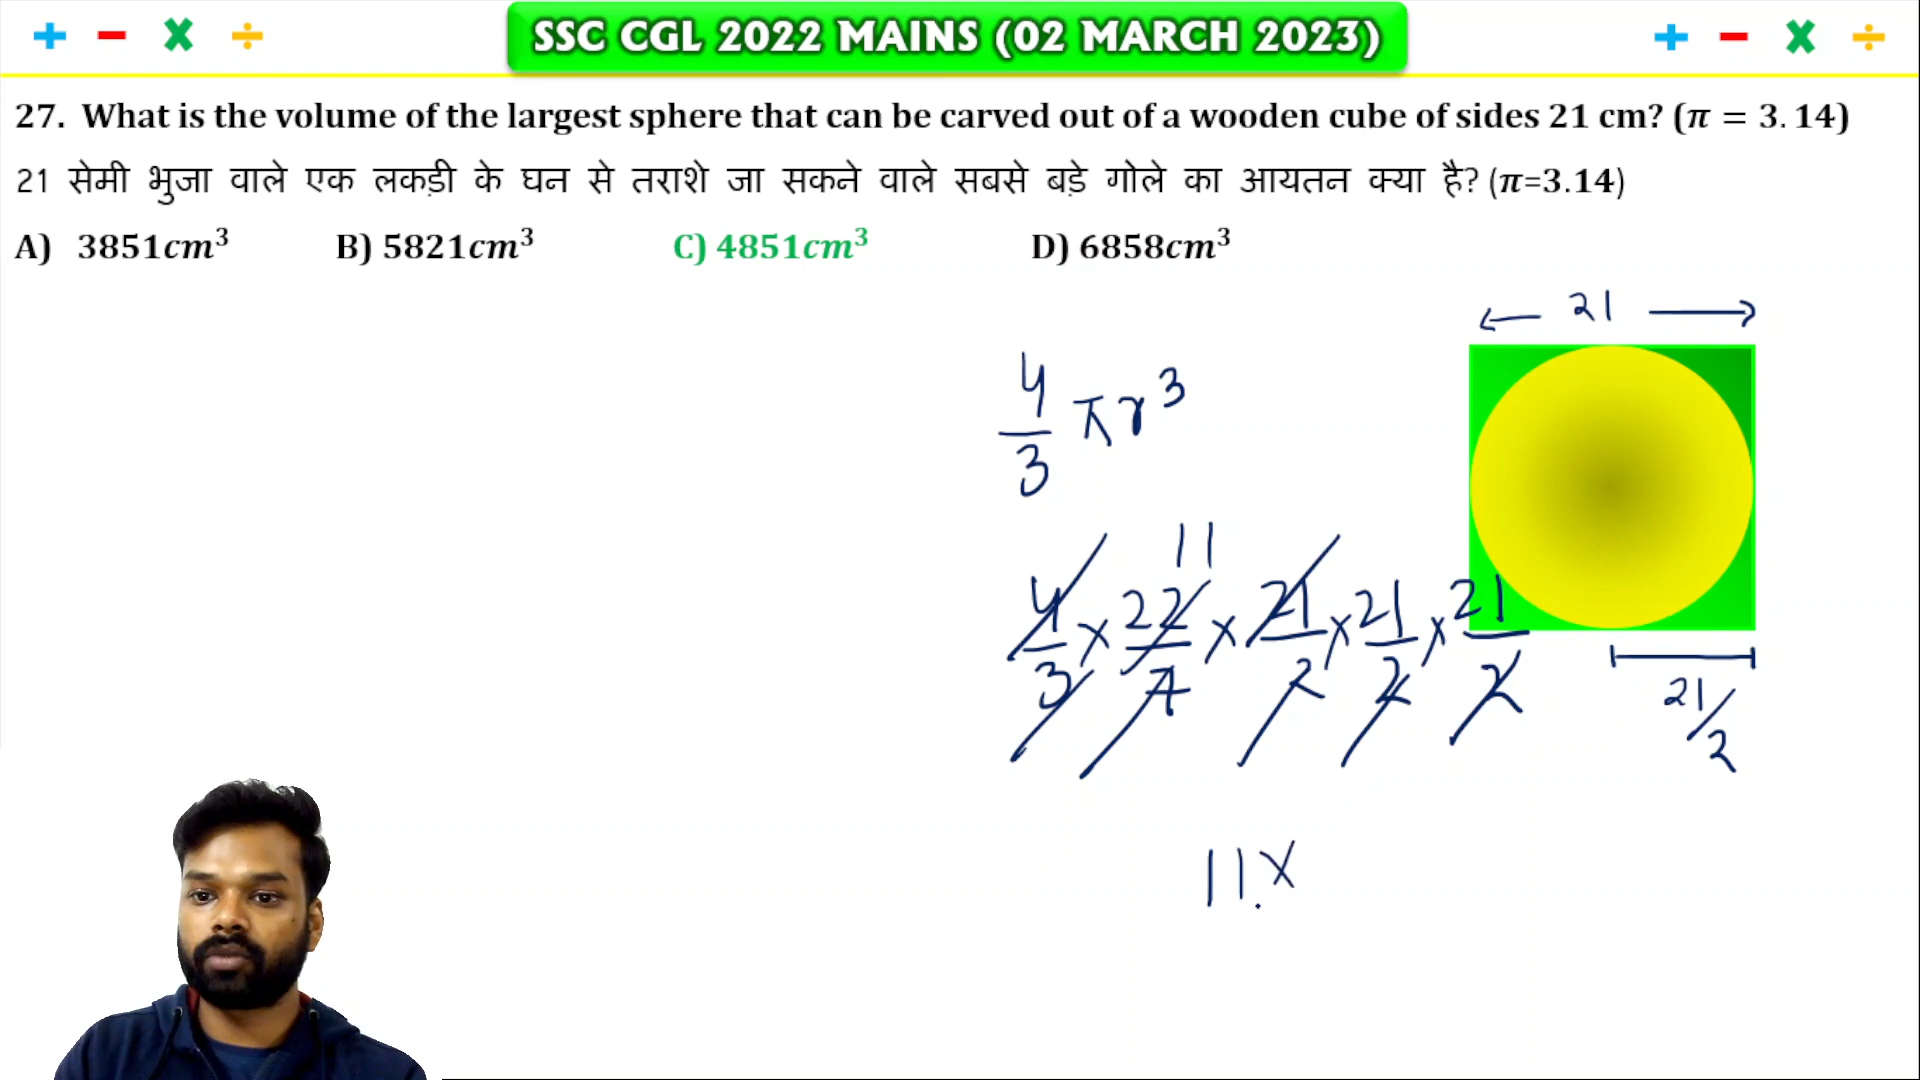 + − × ÷ SSC CGL 2022 MAINS (02 MARCH 2023) + − × ÷
27. What is the volume of the largest sphere that can be carved out of a wooden cube of sides 21 cm? (π = 3.14)
21 सेमी भुजा वाले एक लकड़ी के घन से तराशे जा सकने वाले सबसे बड़े गोले का आयतन क्या है? (π=3.14)
A) 3851cm³ B) 5821cm³ C) 4851cm³ D) 6858cm³
← 21 →
4/3 πr³
11
4/3 × 22/7 × 21/2 × 21/2 × 21/2
21/2
11 ×